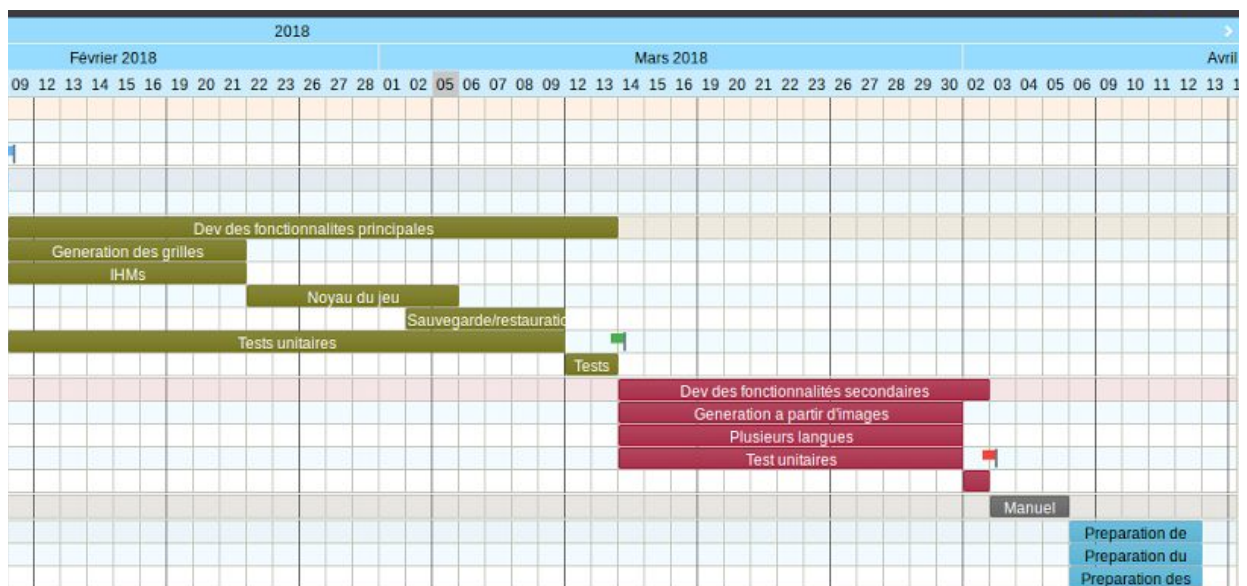 2018
Février 2018 Mars 2018 Avril
09 12 13 14 15 16 19 20 21 22 23 26 27 28 01 02 05 06 07 08 09 12 13 14 15 16 19 20 21 22 23 26 27 28 29 30 02 03 04 05 06 09 10 11 12 13
Dev des fonctionnalites principales
Generation des grilles
IHMs
Noyau du jeu
Sauvegarde/restauratio
Tests unitaires
Tests
Dev des fonctionnalités secondaires
Generation a partir d'images
Plusieurs langues
Test unitaires
Manuel
Preparation de
Preparation du
Preparation des